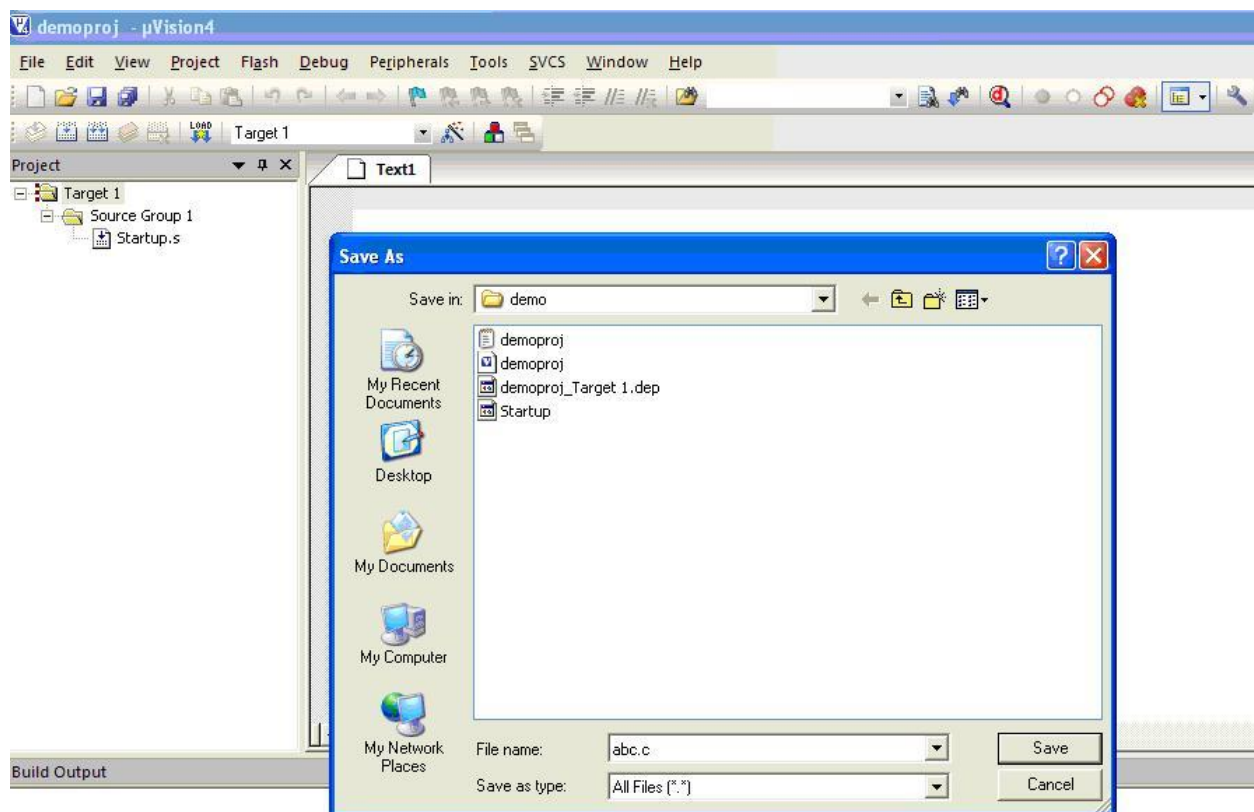 demoproj - µVision4
File Edit View Project Flash Debug Peripherals Tools SVCS Window Help
LOAD Target 1
Project
Text1
Target 1
Source Group 1
Startup.s
Save As
Save in: demo
demoproj
demoproj
demoproj_Target 1.dep
Startup
My Recent
Documents
Desktop
My Documents
My Computer
My Network
Places
File name: abc.c Save
Save as type: All Files (*.*) Cancel
Build Output